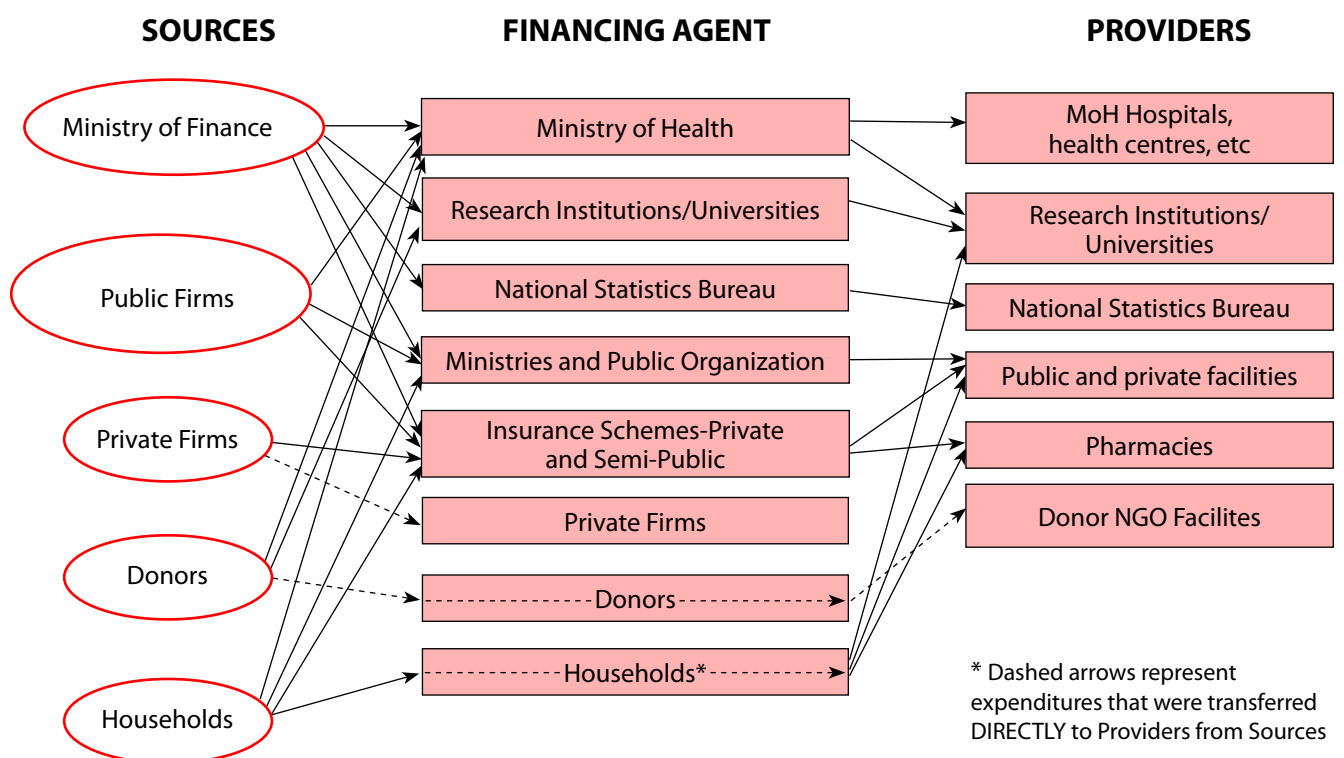 SOURCES
FINANCING AGENT
PROVIDERS
Ministry of Finance
Public Firms
Private Firms
Donors
Households
Ministry of Health
Research Institutions/Universities
National Statistics Bureau
Ministries and Public Organization
Insurance Schemes-Private
and Semi-Public
Private Firms
Donors
Households*
MoH Hospitals,
health centres, etc
Research Institutions/
Universities
National Statistics Bureau
Public and private facilities
Pharmacies
Donor NGO Facilites
* Dashed arrows represent
expenditures that were transferred
DIRECTLY to Providers from Sources